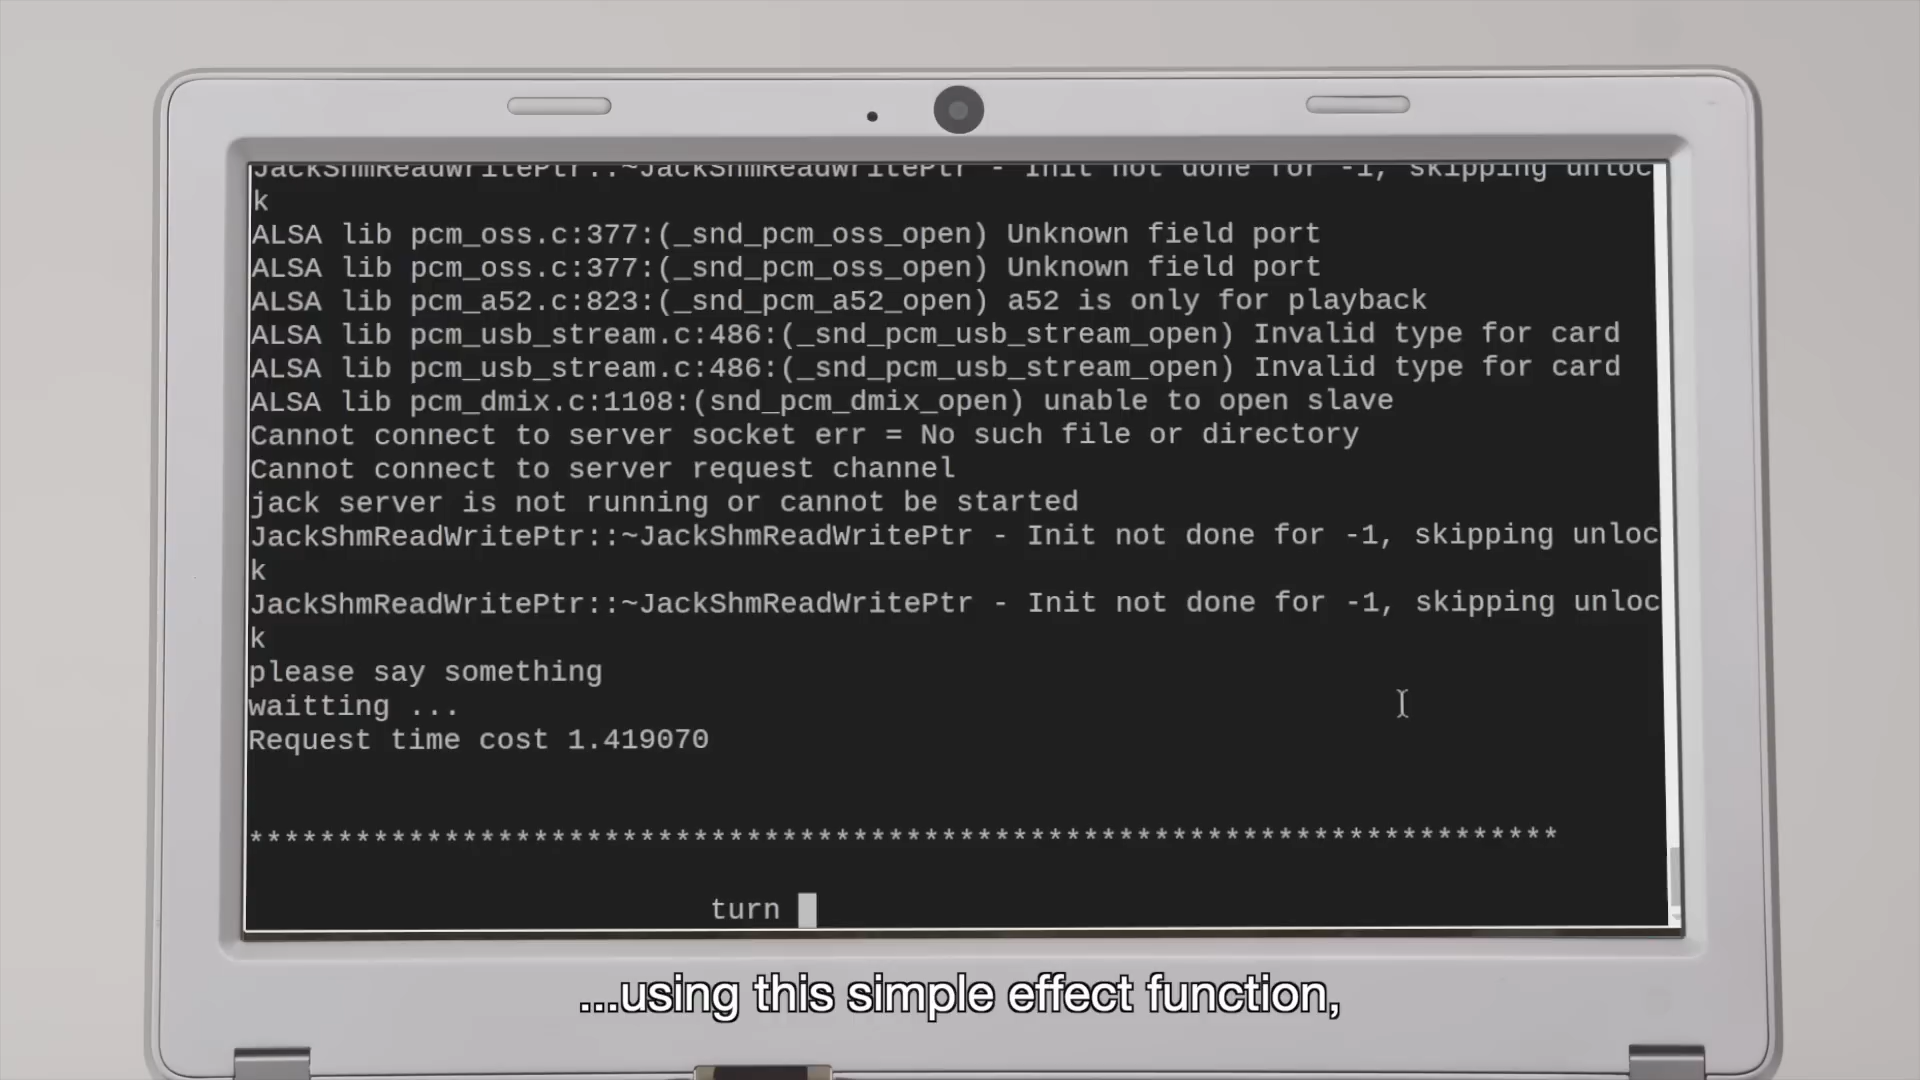 JackShmReadWritePtr::~JackShmReadWritePtr - Init not done for -1, skipping unloc
k
ALSA lib pcm_oss.c:377:(_snd_pcm_oss_open) Unknown field port
ALSA lib pcm_oss.c:377:(_snd_pcm_oss_open) Unknown field port
ALSA lib pcm_a52.c:823:(_snd_pcm_a52_open) a52 is only for playback
ALSA lib pcm_usb_stream.c:486:(_snd_pcm_usb_stream_open) Invalid type for card
ALSA lib pcm_usb_stream.c:486:(_snd_pcm_usb_stream_open) Invalid type for card
ALSA lib pcm_dmix.c:1108:(snd_pcm_dmix_open) unable to open slave
Cannot connect to server socket err = No such file or directory
Cannot connect to server request channel
jack server is not running or cannot be started
JackShmReadWritePtr::~JackShmReadWritePtr - Init not done for -1, skipping unloc
k
JackShmReadWritePtr::~JackShmReadWritePtr - Init not done for -1, skipping unloc
k
please say something
waitting ...
Request time cost 1.419070
**************************************************************************
turn
...using this simple effect function,